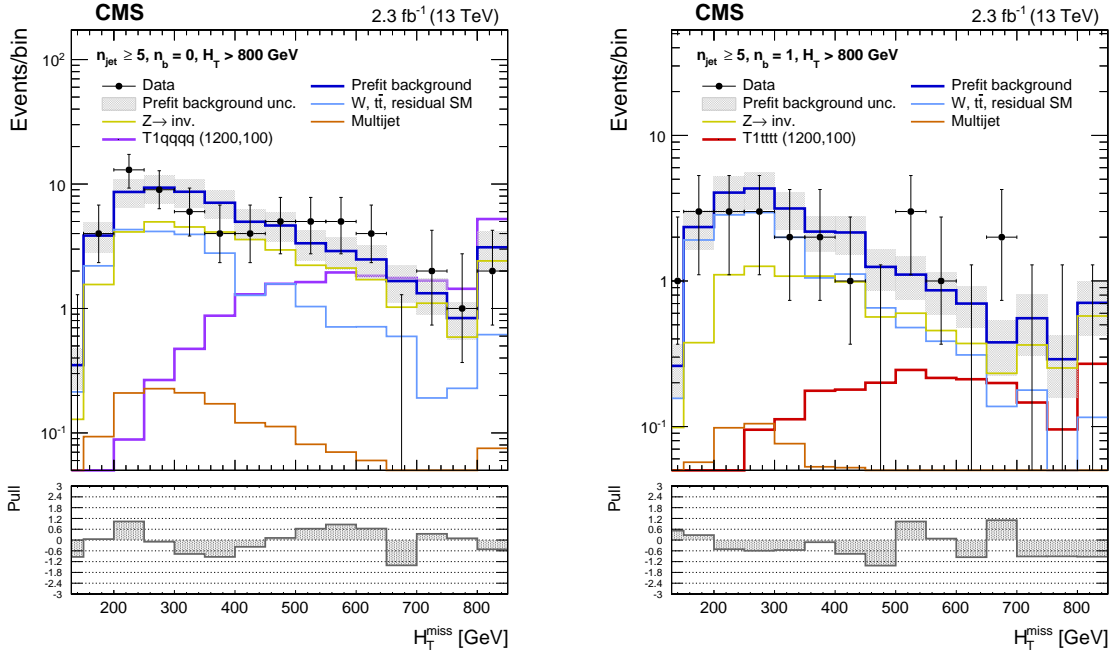 CMS 2.3 fb⁻¹ (13 TeV)
n_jet ≥ 5, n_b = 0, H_T > 800 GeV
Data
Prefit background
Prefit background unc.
W, tt̄, residual SM
Z→ inv.
Multijet
T1qqqq (1200,100)
Events/bin
10²
10
1
10⁻¹
Pull
3
2.4
1.8
1.2
0.6
0
-0.6
-1.2
-1.8
-2.4
-3
200 300 400 500 600 700 800
H_T^miss [GeV]
CMS 2.3 fb⁻¹ (13 TeV)
n_jet ≥ 5, n_b = 1, H_T > 800 GeV
Data
Prefit background
Prefit background unc.
W, tt̄, residual SM
Z→ inv.
Multijet
T1tttt (1200,100)
Events/bin
10
1
10⁻¹
Pull
3
2.4
1.8
1.2
0.6
0
-0.6
-1.2
-1.8
-2.4
-3
200 300 400 500 600 700 800
H_T^miss [GeV]